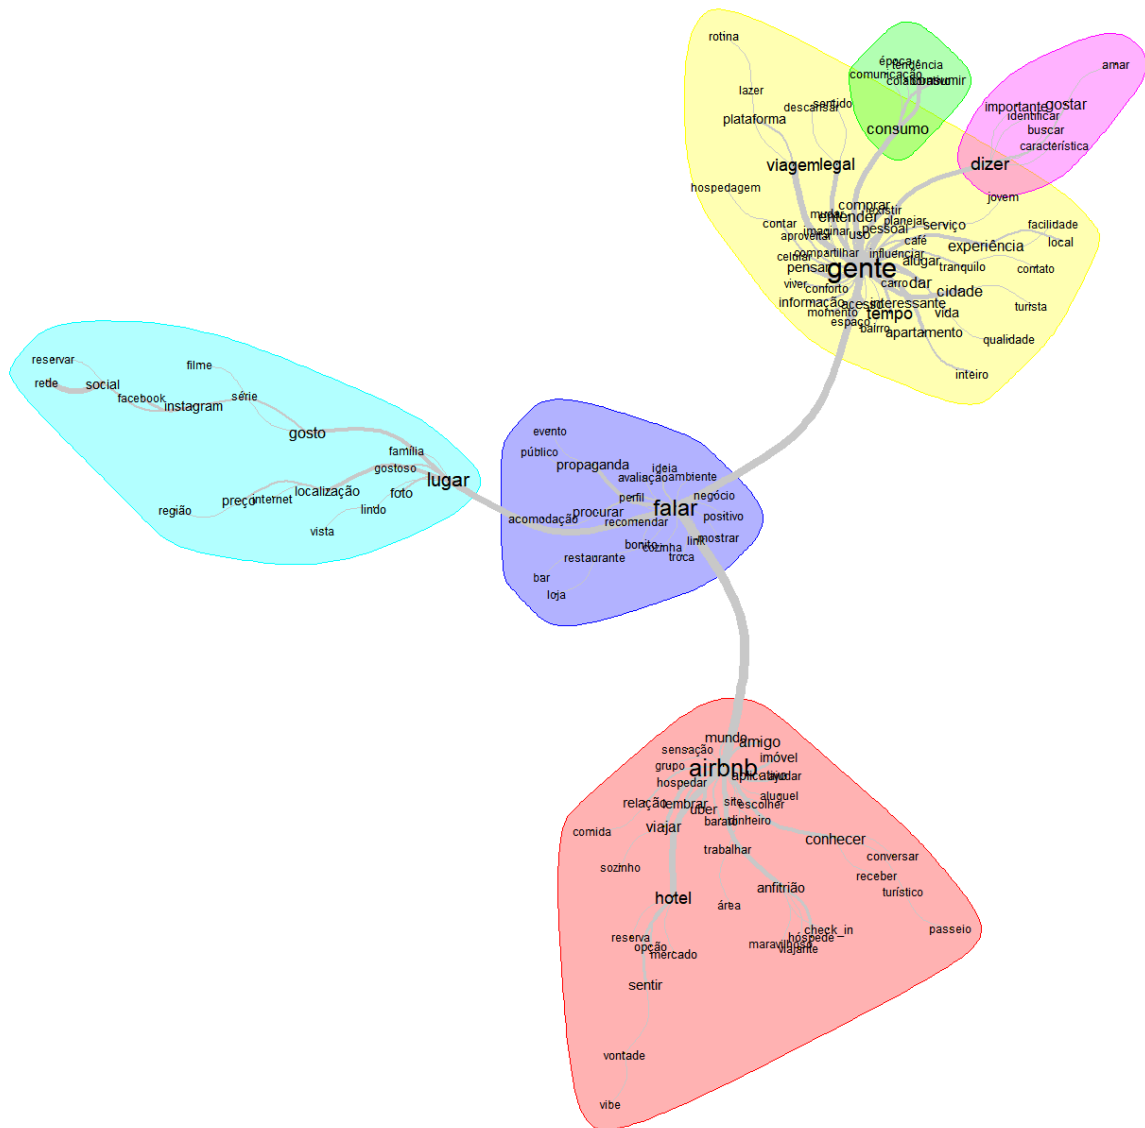 rotina
lazer
plataforma
descansar
sentido
viagem
legal
hospedagem
contar
época
tendência
comunicação
consumir
consumo
amar
importante
gostar
identificar
buscar
característica
dizer
jovem
comprar
existir
mudar
entender
planejar
imaginar
uso
pessoal
serviço
facilidade
aproveitar
café
experiência
local
compartilhar
influenciar
celular
pensar
gente
alugar
tranquilo
contato
viver
conforto
carro
dar
cidade
informação
acesso
interessante
momento
tempo
vida
turista
espaço
bairro
apartamento
qualidade
inteiro
reservar
rede
social
facebook
instagram
filme
série
gosto
família
gostoso
lugar
localização
foto
preço
internet
região
lindo
vista
evento
público
propaganda
ideia
avaliação
ambiente
perfil
negócio
falar
procurar
acomodação
recomendar
positivo
bonito
cozinha
link
mostrar
troca
restaurante
bar
loja
mundo
amigo
sensação
imóvel
grupo
airbnb
aplicativo
ajudar
hospedar
relação
lembrar
uber
site
escolher
aluguel
viajar
barato
dinheiro
comida
trabalhar
conhecer
conversar
sozinho
receber
anfitrião
turístico
hotel
área
check_in
passeio
reserva
opção
hóspede
maravilhoso
viajante
mercado
sentir
vontade
vibe